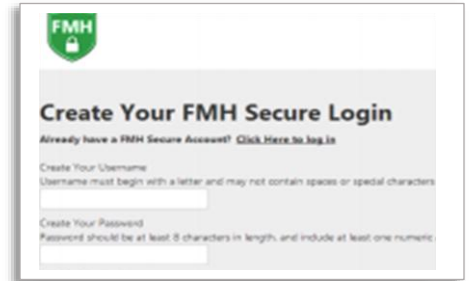 FMH
Create Your FMH Secure Login
Already have a FMH Secure Account? Click Here to log in
Create Your Username
Username must begin with a letter and may not contain spaces or special characters
Create Your Password
Password should be at least 8 characters in length, and include at least one numeric